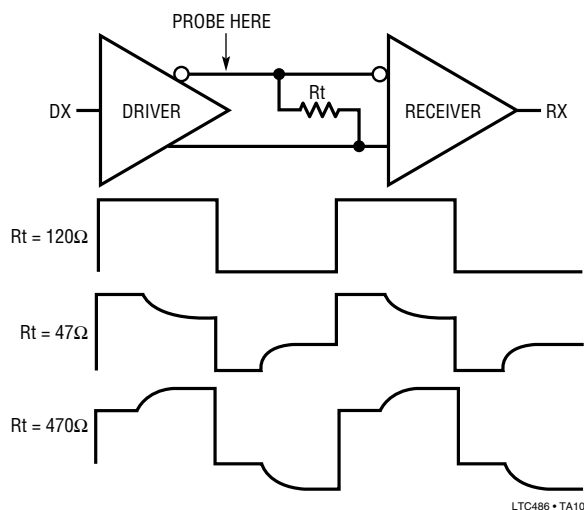 PROBE HERE
DX
DRIVER
Rt
RECEIVER
RX
Rt = 120Ω
Rt = 47Ω
Rt = 470Ω
LTC486 • TA10